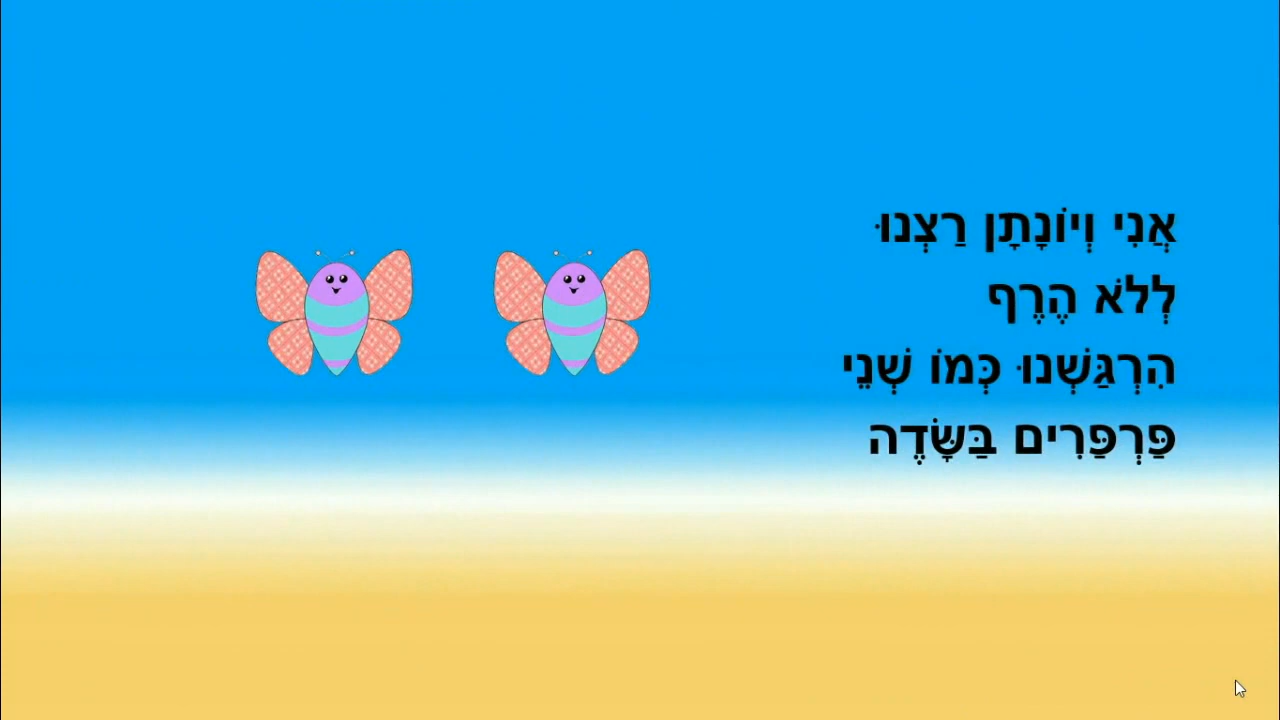 אֲנִי וְיוֹנָתָן רַצְנוּ
לְלֹא הֶרֶף
הִרְגַּשְׁנוּ כְּמוֹ שְׁנֵי
פַּרְפַּרִים בַּשָּׂדֶה